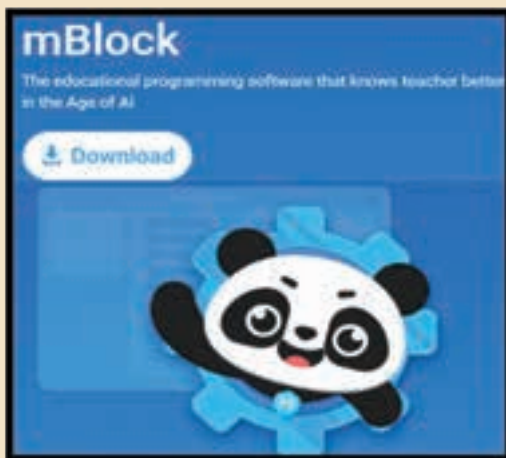 mBlock
The educational programming software that knows teacher better
in the Age of AI
Download